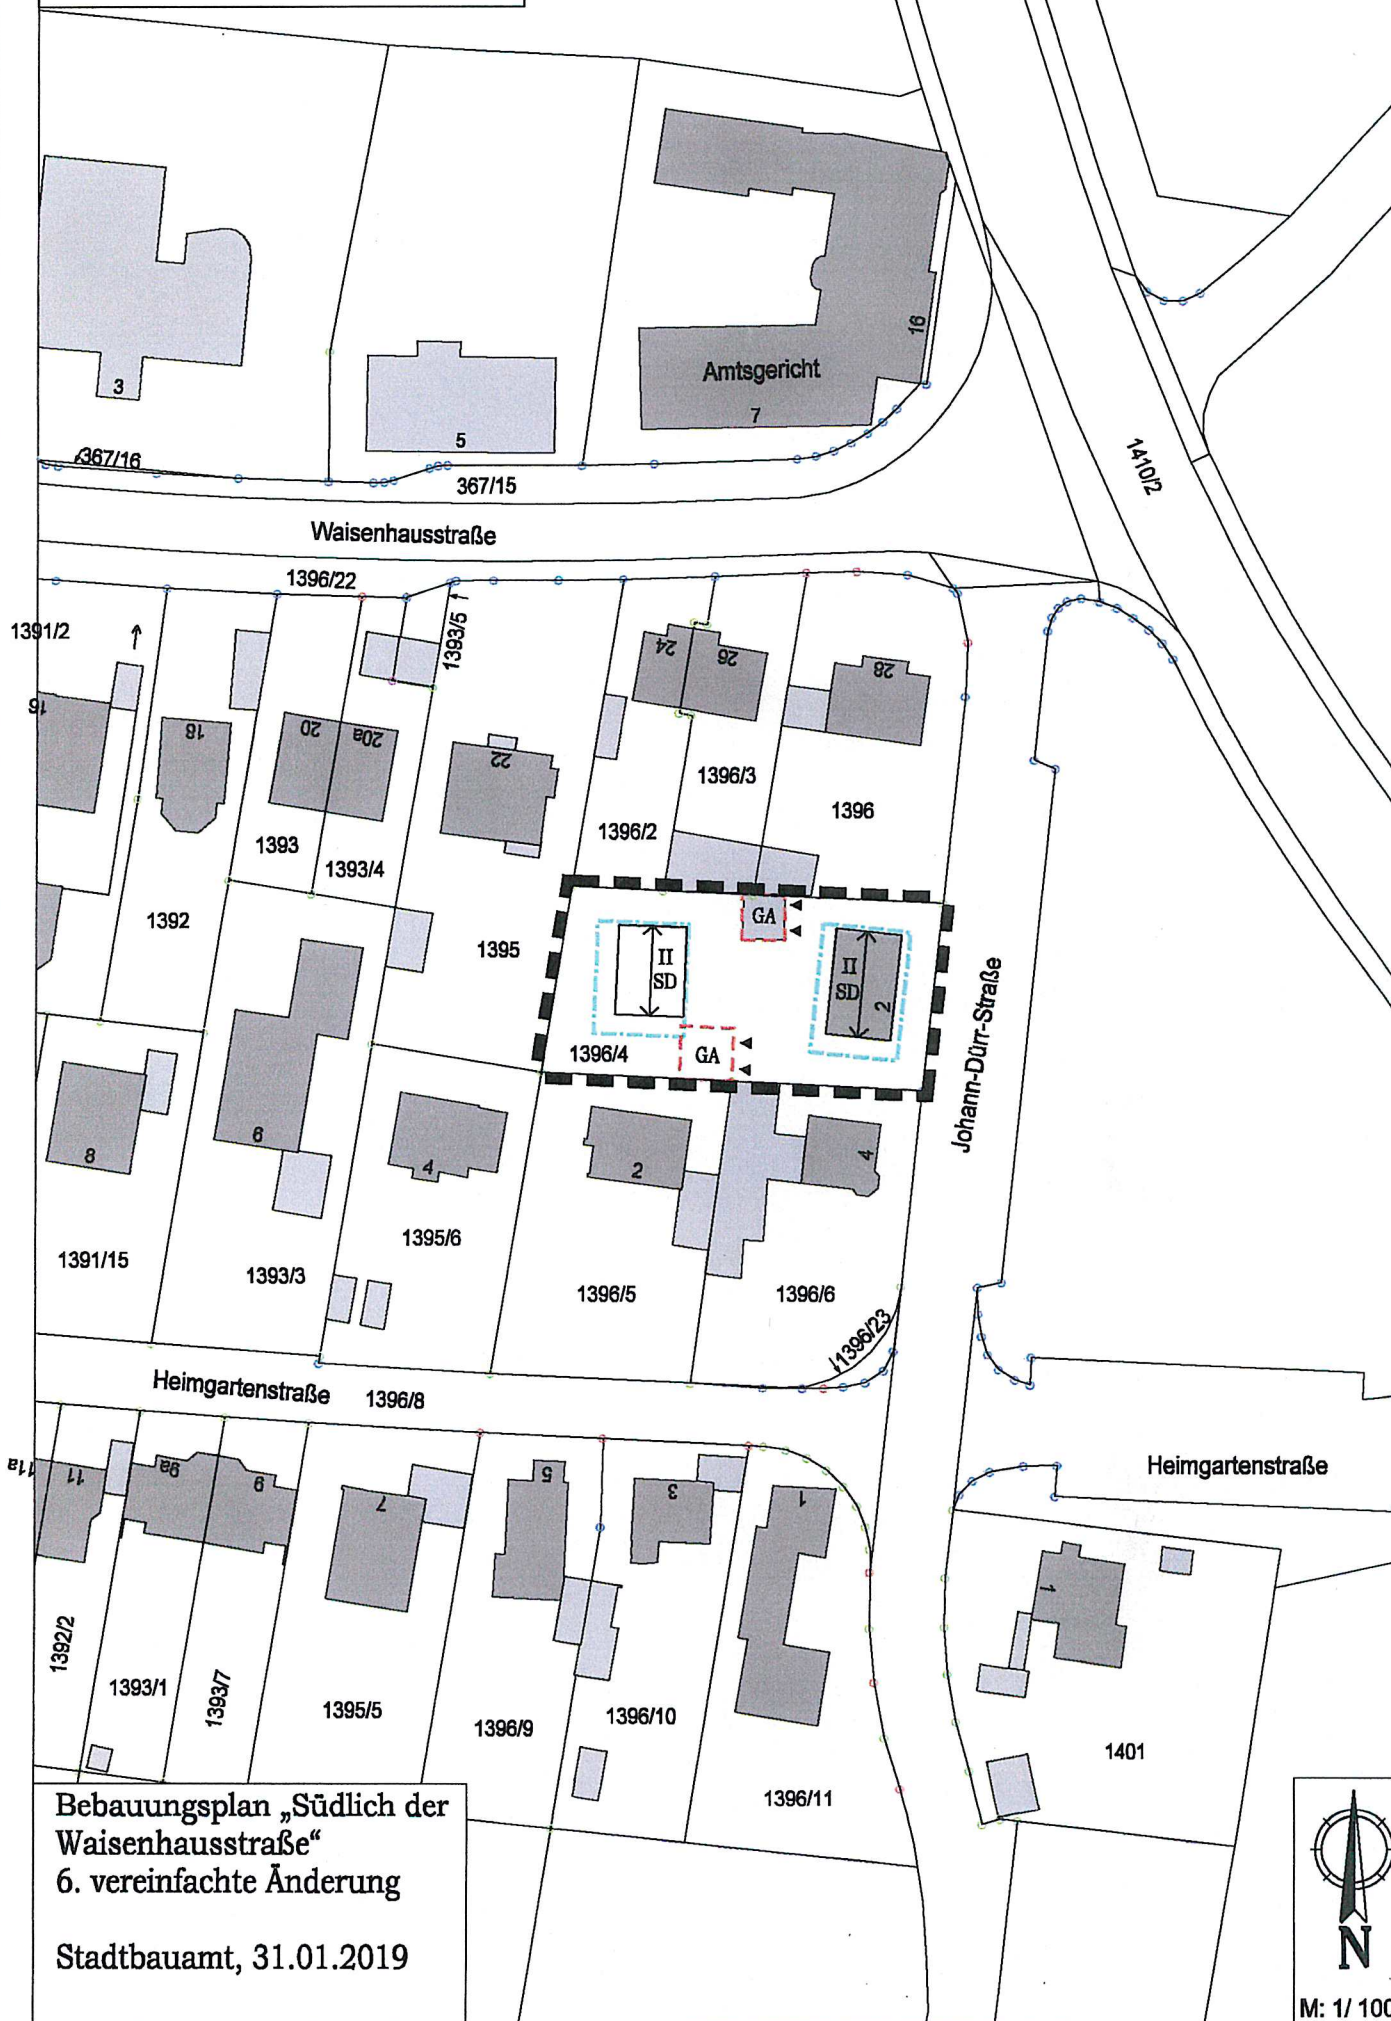 3
5
Amtsgericht
7
16
367/16
367/15
1410/2
Waisenhausstraße
1396/22
1391/2
1393/5
24
26
28
16
18
20
20a
22
1396/3
1396
1396/2
1393
1393/4
1392
1395
GA
II
SD
II
SD
2
1396/4
GA
Johann-Dürr-Straße
8
6
4
2
4
1391/15
1393/3
1395/6
1396/5
1396/6
1396/23
Heimgartenstraße
1396/8
Heimgartenstraße
11a
11
9a
9
7
5
3
1
1
1392/2
1393/1
1393/7
1395/5
1396/9
1396/10
1396/11
1401
Bebauungsplan „Südlich der
Waisenhausstraße“
6. vereinfachte Änderung
Stadtbauamt, 31.01.2019
N
M: 1/ 100